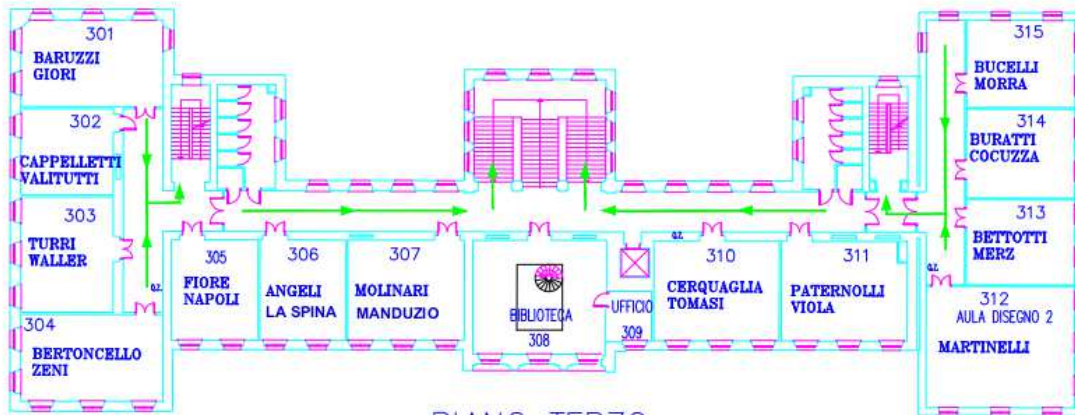 301
BARUZZI
GIORI
302
CAPPELLETTI
VALITUTTI
303
TURRI
WALLER
304
BERTONCELLO
ZENI
305
FIORE
NAPOLI
306
ANGELI
LA SPINA
307
MOLINARI
MANDUZIO
BIBLIOTECA
308
UFFICIO
309
310
CERQUAGLIA
TOMASI
311
PATERNOLLI
VIOLA
315
BUCELLI
MORRA
314
BURATTI
COCUZZA
313
BETTOTTI
MERZ
312
AULA DISEGNO 2
MARTINELLI
Q.E.
Q.E.
Q.E.
PIANO TERZO